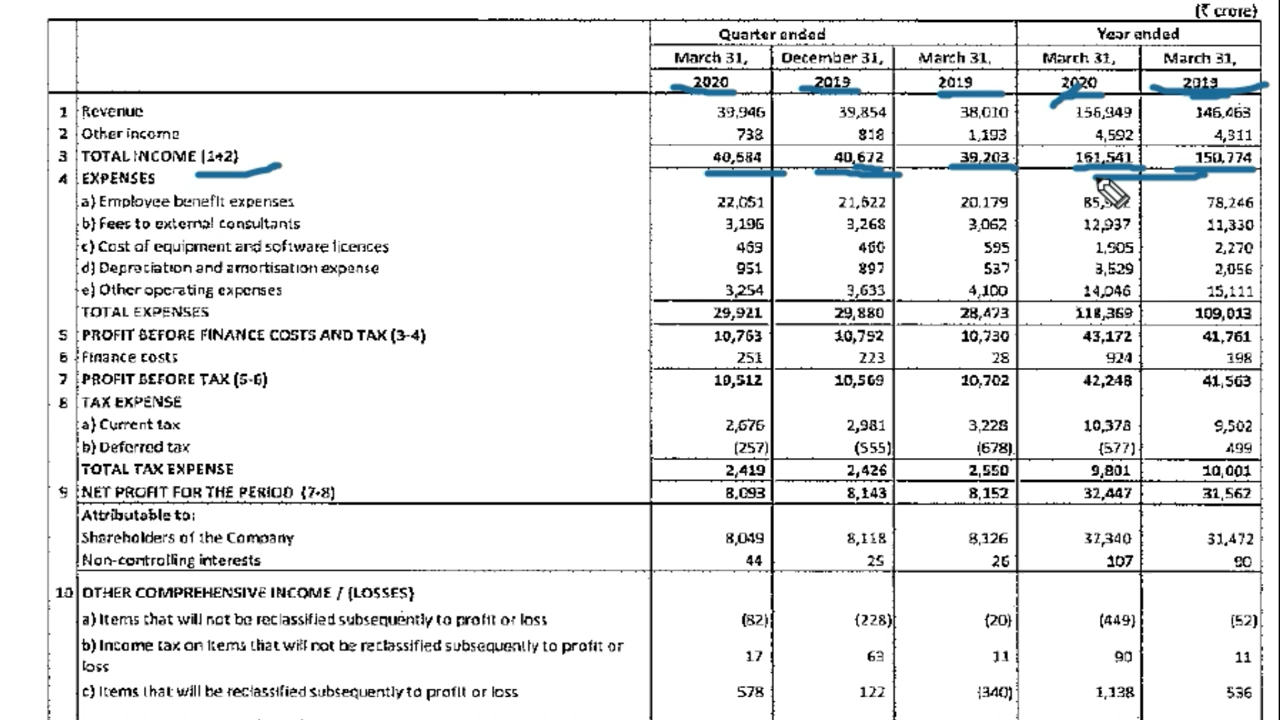 (₹ crore)
Quarter ended Year ended
March 31, December 31, March 31, March 31, March 31,
2020 2019 2019 2020 2019
1 Revenue 39,946 39,854 38,010 156,949 146,463
2 Other income 738 818 1,193 4,592 4,311
3 TOTAL INCOME (1+2) 40,684 40,672 39,203 161,541 150,774
4 EXPENSES
a) Employee benefit expenses 22,051 21,622 20,179 78,246
b) Fees to external consultants 3,196 3,268 3,062 12,937 11,330
c) Cost of equipment and software licences 469 460 595 1,905 2,270
d) Depreciation and amortisation expense 951 897 537 3,529 2,056
e) Other operating expenses 3,254 3,633 4,100 14,046 15,111
TOTAL EXPENSES 29,921 29,880 28,473 118,369 109,013
5 PROFIT BEFORE FINANCE COSTS AND TAX (3-4) 10,763 10,792 10,730 43,172 41,761
6 Finance costs 251 223 28 924 198
7 PROFIT BEFORE TAX (5-6) 10,512 10,569 10,702 42,248 41,563
8 TAX EXPENSE
a) Current tax 2,676 2,981 3,228 10,378 9,502
b) Deferred tax (257) (555) (678) (577) 499
TOTAL TAX EXPENSE 2,419 2,426 2,550 9,801 10,001
9 NET PROFIT FOR THE PERIOD (7-8) 8,093 8,143 8,152 32,447 31,562
Attributable to:
Shareholders of the Company 8,049 8,118 8,126 32,340 31,472
Non-controlling interests 44 25 26 107 90
10 OTHER COMPREHENSIVE INCOME / (LOSSES)
a) Items that will not be reclassified subsequently to profit or loss (82) (228) (20) (449) (52)
b) Income tax on items that will not be reclassified subsequently to profit or
loss 17 63 11 90 11
c) Items that will be reclassified subsequently to profit or loss 578 122 (340) 1,138 536